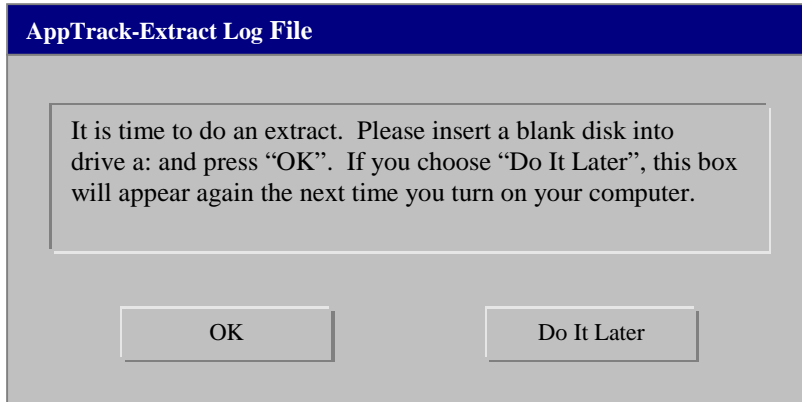 AppTrack-Extract Log File
It is time to do an extract.  Please insert a blank disk into
drive a: and press “OK”.  If you choose “Do It Later”, this box
will appear again the next time you turn on your computer.
OK
Do It Later